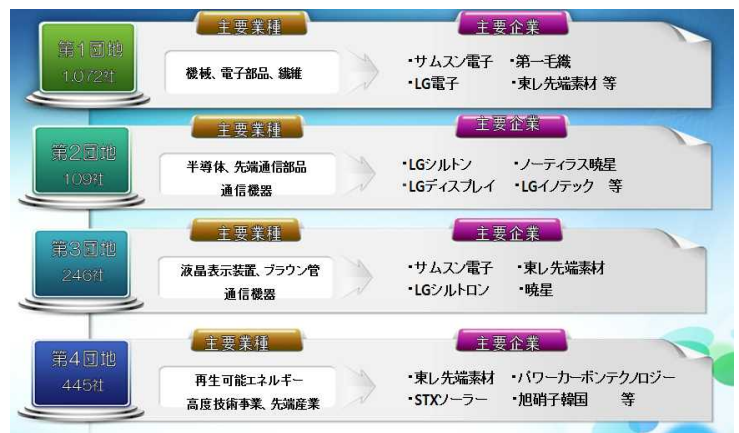 主要業種 主要企業
第1団地
1.072社
機械、電子部品、繊維
・サムスン電子 ・第一毛織
・LG電子 ・東レ先端素材 等
主要業種 主要企業
第2団地
109社
半導体、先端通信部品
通信機器
・LGシルトン ・ノーティラス暁星
・LGディスプレイ ・LGイノテック 等
主要業種 主要企業
第3団地
246社
液晶表示装置、ブラウン管
通信機器
・サムスン電子 ・東レ先端素材
・LGシルトロン ・暁星
主要業種 主要企業
第4団地
445社
再生可能エネルギー
高度技術事業、先端産業
・東レ先端素材 ・パワーカーボンテクノロジー
・STXソーラー ・旭硝子韓国 等